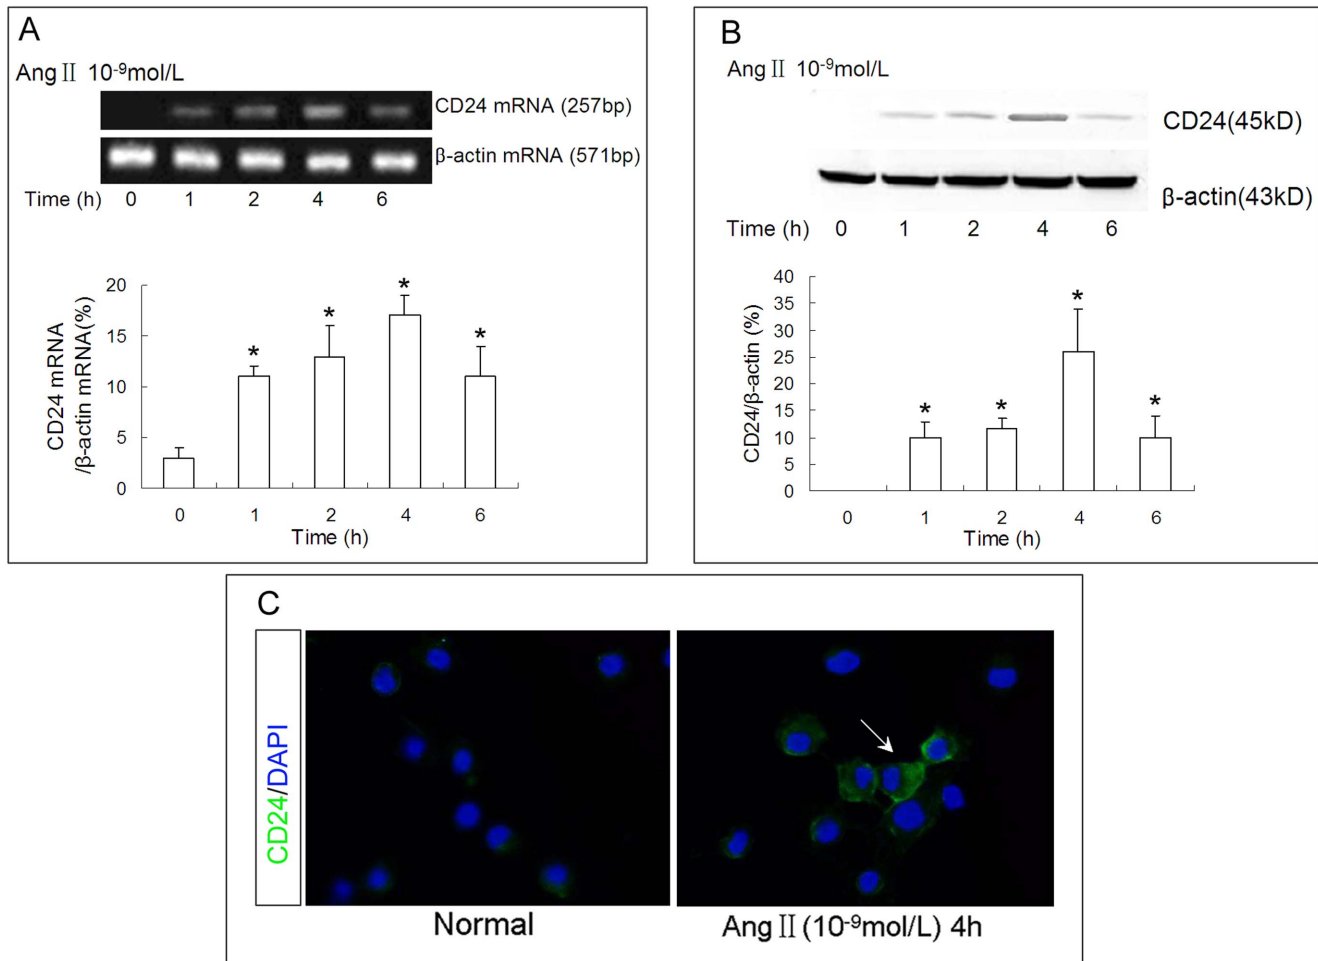 A
Ang Ⅱ 10⁻⁹mol/L
CD24 mRNA (257bp)
β-actin mRNA (571bp)
Time (h) 0 1 2 4 6
CD24 mRNA
/β-actin mRNA(%)
20
15
10
5
0
* * * *
0 1 2 4 6
Time (h)
B
Ang Ⅱ 10⁻⁹mol/L
CD24(45kD)
β-actin(43kD)
Time (h) 0 1 2 4 6
CD24/β-actin (%)
40
35
30
25
20
15
10
5
0
* * * *
0 1 2 4 6
Time (h)
C
CD24/DAPI
Normal
Ang Ⅱ (10⁻⁹mol/L) 4h